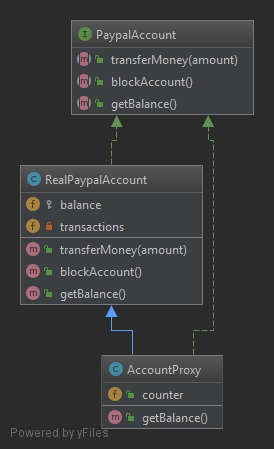 I PaypalAccount
m transferMoney(amount)
m blockAccount()
m getBalance()
C RealPaypalAccount
f balance
f transactions
m transferMoney(amount)
m blockAccount()
m getBalance()
C AccountProxy
f counter
m getBalance()
Powered by yFiles